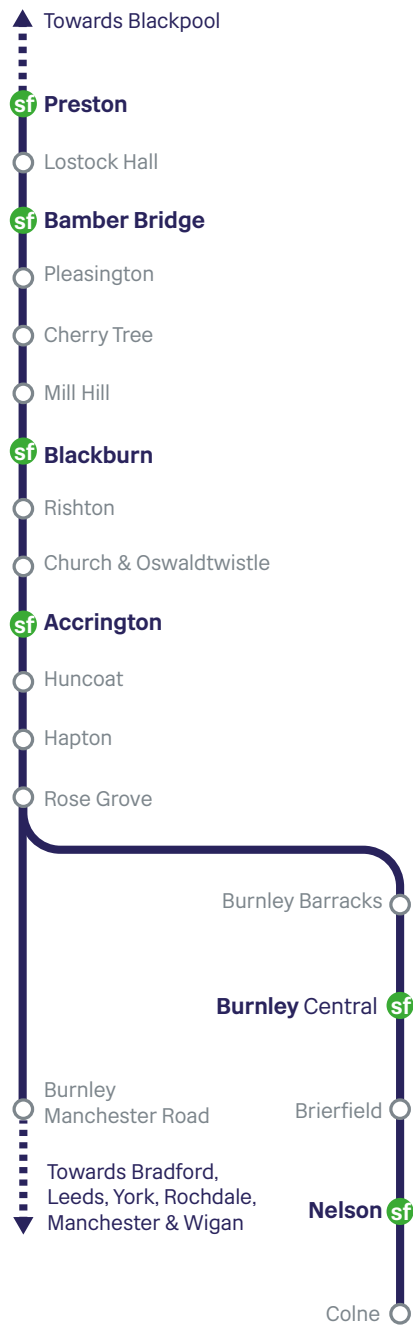 Towards Blackpool
sf Preston
Lostock Hall
sf Bamber Bridge
Pleasington
Cherry Tree
Mill Hill
sf Blackburn
Rishton
Church & Oswaldtwistle
sf Accrington
Huncoat
Hapton
Rose Grove
Burnley Barracks
Burnley Central sf
Burnley
Manchester Road
Brierfield
Towards Bradford,
Leeds, York, Rochdale,
Manchester & Wigan
Nelson sf
Colne